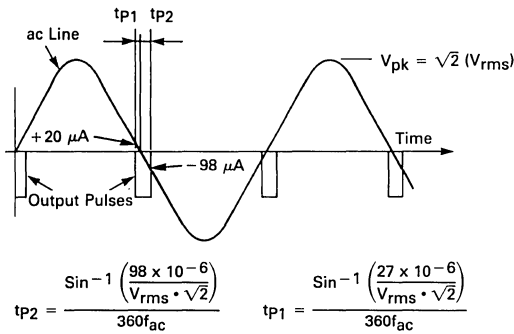 tP1 tP2
ac Line
Vpk = √2 (Vrms)
+20 μA
Time
−98 μA
Output Pulses
tP2 = Sin−1 (98 x 10−6 / Vrms • √2) / 360fac
tP1 = Sin−1 (27 x 10−6 / Vrms • √2) / 360fac